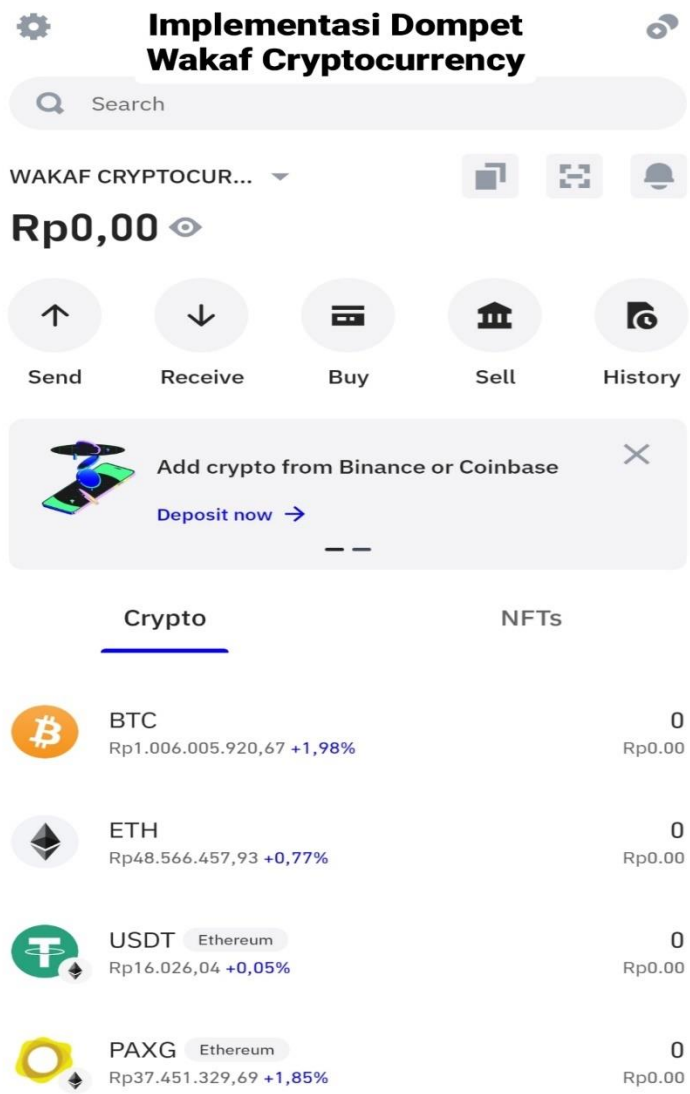 Implementasi Dompet
Wakaf Cryptocurrency
Search
WAKAF CRYPTOCUR...
Rp0,00
Send Receive Buy Sell History
Add crypto from Binance or Coinbase
Deposit now →
Crypto NFTs
BTC 0
Rp1.006.005.920,67 +1,98% Rp0.00
ETH 0
Rp48.566.457,93 +0,77% Rp0.00
USDT Ethereum 0
Rp16.026,04 +0,05% Rp0.00
PAXG Ethereum 0
Rp37.451.329,69 +1,85% Rp0.00